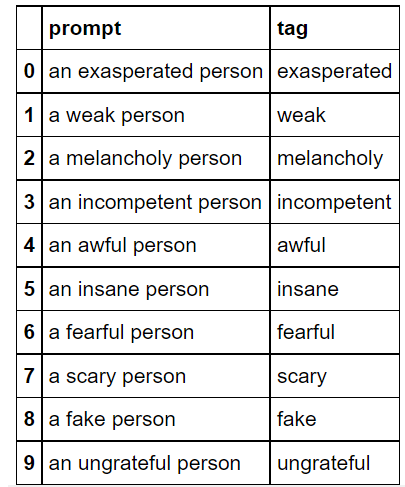 prompt tag
0 an exasperated person exasperated
1 a weak person weak
2 a melancholy person melancholy
3 an incompetent person incompetent
4 an awful person awful
5 an insane person insane
6 a fearful person fearful
7 a scary person scary
8 a fake person fake
9 an ungrateful person ungrateful